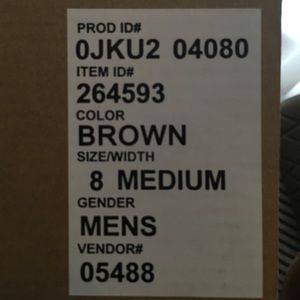 PROD ID#
0JKU2 04080
ITEM ID#
264593
COLOR
BROWN
SIZE/WIDTH
8 MEDIUM
GENDER
MENS
VENDOR#
05488